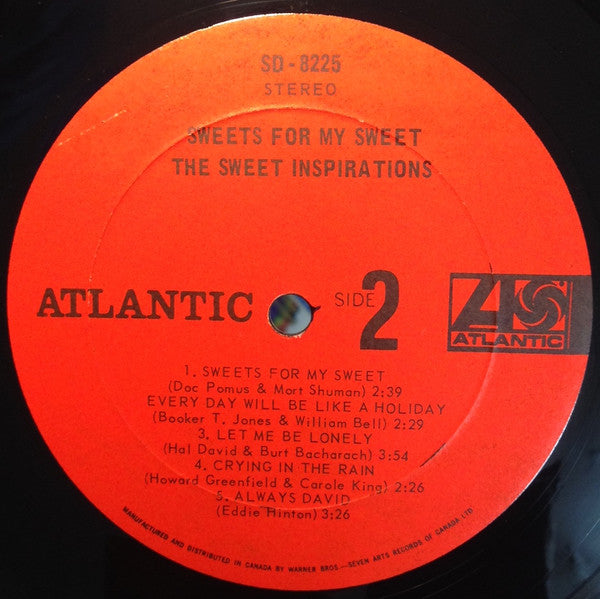 SD - 8225
STEREO
SWEETS FOR MY SWEET
THE SWEET INSPIRATIONS
ATLANTIC
SIDE 2
ATLANTIC
1. SWEETS FOR MY SWEET
(Doc Pomus & Mort Shuman) 2:39
EVERY DAY WILL BE LIKE A HOLIDAY
(Booker T. Jones & William Bell) 2:29
3. LET ME BE LONELY
(Hal David & Burt Bacharach) 3:54
4. CRYING IN THE RAIN
(Howard Greenfield & Carole King) 2:26
5. ALWAYS DAVID
(Eddie Hinton) 3:26
MANUFACTURED AND DISTRIBUTED IN CANADA BY WARNER BROS.—SEVEN ARTS RECORDS OF CANADA LTD